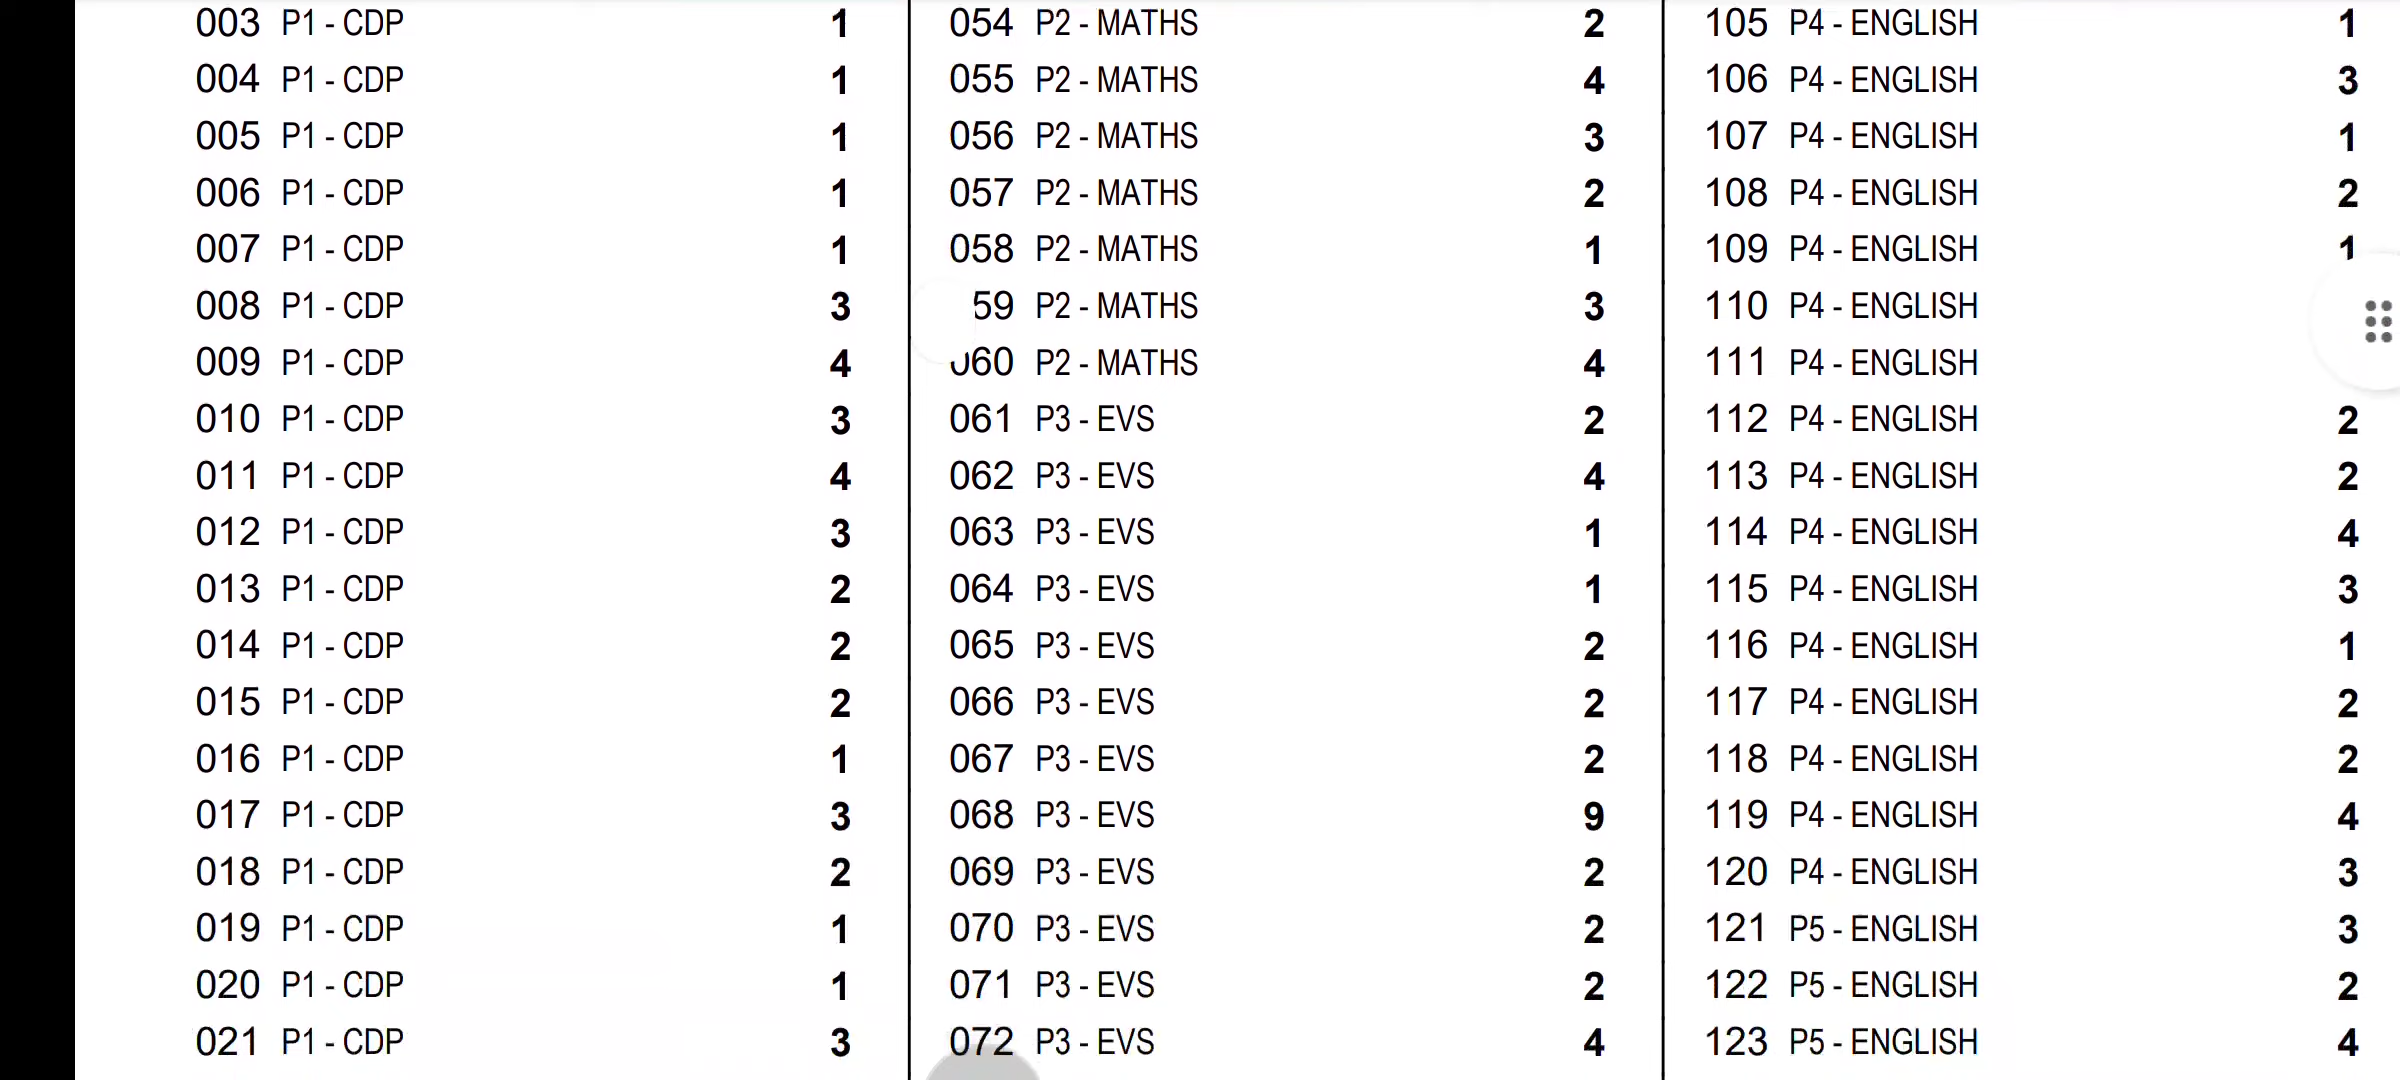 003 P1 - CDP 1
004 P1 - CDP 1
005 P1 - CDP 1
006 P1 - CDP 1
007 P1 - CDP 1
008 P1 - CDP 3
009 P1 - CDP 4
010 P1 - CDP 3
011 P1 - CDP 4
012 P1 - CDP 3
013 P1 - CDP 2
014 P1 - CDP 2
015 P1 - CDP 2
016 P1 - CDP 1
017 P1 - CDP 3
018 P1 - CDP 2
019 P1 - CDP 1
020 P1 - CDP 1
021 P1 - CDP 3
054 P2 - MATHS 2
055 P2 - MATHS 4
056 P2 - MATHS 3
057 P2 - MATHS 2
058 P2 - MATHS 1
59 P2 - MATHS 3
060 P2 - MATHS 4
061 P3 - EVS 2
062 P3 - EVS 4
063 P3 - EVS 1
064 P3 - EVS 1
065 P3 - EVS 2
066 P3 - EVS 2
067 P3 - EVS 2
068 P3 - EVS 9
069 P3 - EVS 2
070 P3 - EVS 2
071 P3 - EVS 2
072 P3 - EVS 4
105 P4 - ENGLISH 1
106 P4 - ENGLISH 3
107 P4 - ENGLISH 1
108 P4 - ENGLISH 2
109 P4 - ENGLISH 1
110 P4 - ENGLISH
111 P4 - ENGLISH
112 P4 - ENGLISH 2
113 P4 - ENGLISH 2
114 P4 - ENGLISH 4
115 P4 - ENGLISH 3
116 P4 - ENGLISH 1
117 P4 - ENGLISH 2
118 P4 - ENGLISH 2
119 P4 - ENGLISH 4
120 P4 - ENGLISH 3
121 P5 - ENGLISH 3
122 P5 - ENGLISH 2
123 P5 - ENGLISH 4